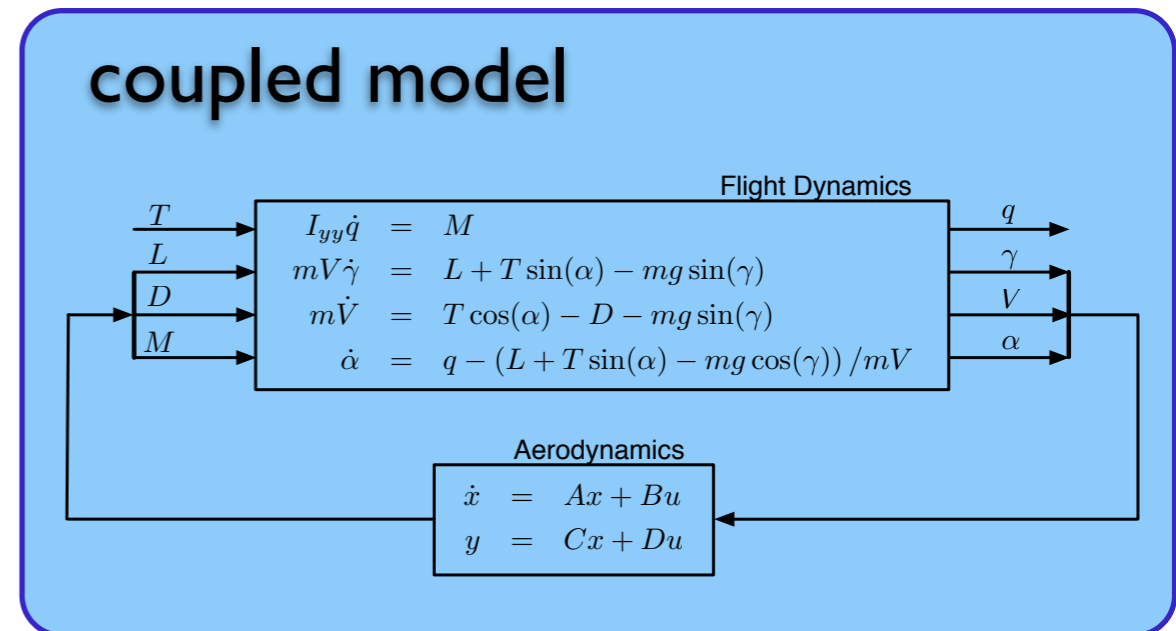 coupled model
Flight Dynamics
T
L
D
M
I_{yy}q̇ = M
mVγ̇ = L + T sin(α) − mg sin(γ)
mV̇ = T cos(α) − D − mg sin(γ)
α̇ = q − (L + T sin(α) − mg cos(γ)) /mV
q
γ
V
α
Aerodynamics
ẋ = Ax + Bu
y = Cx + Du